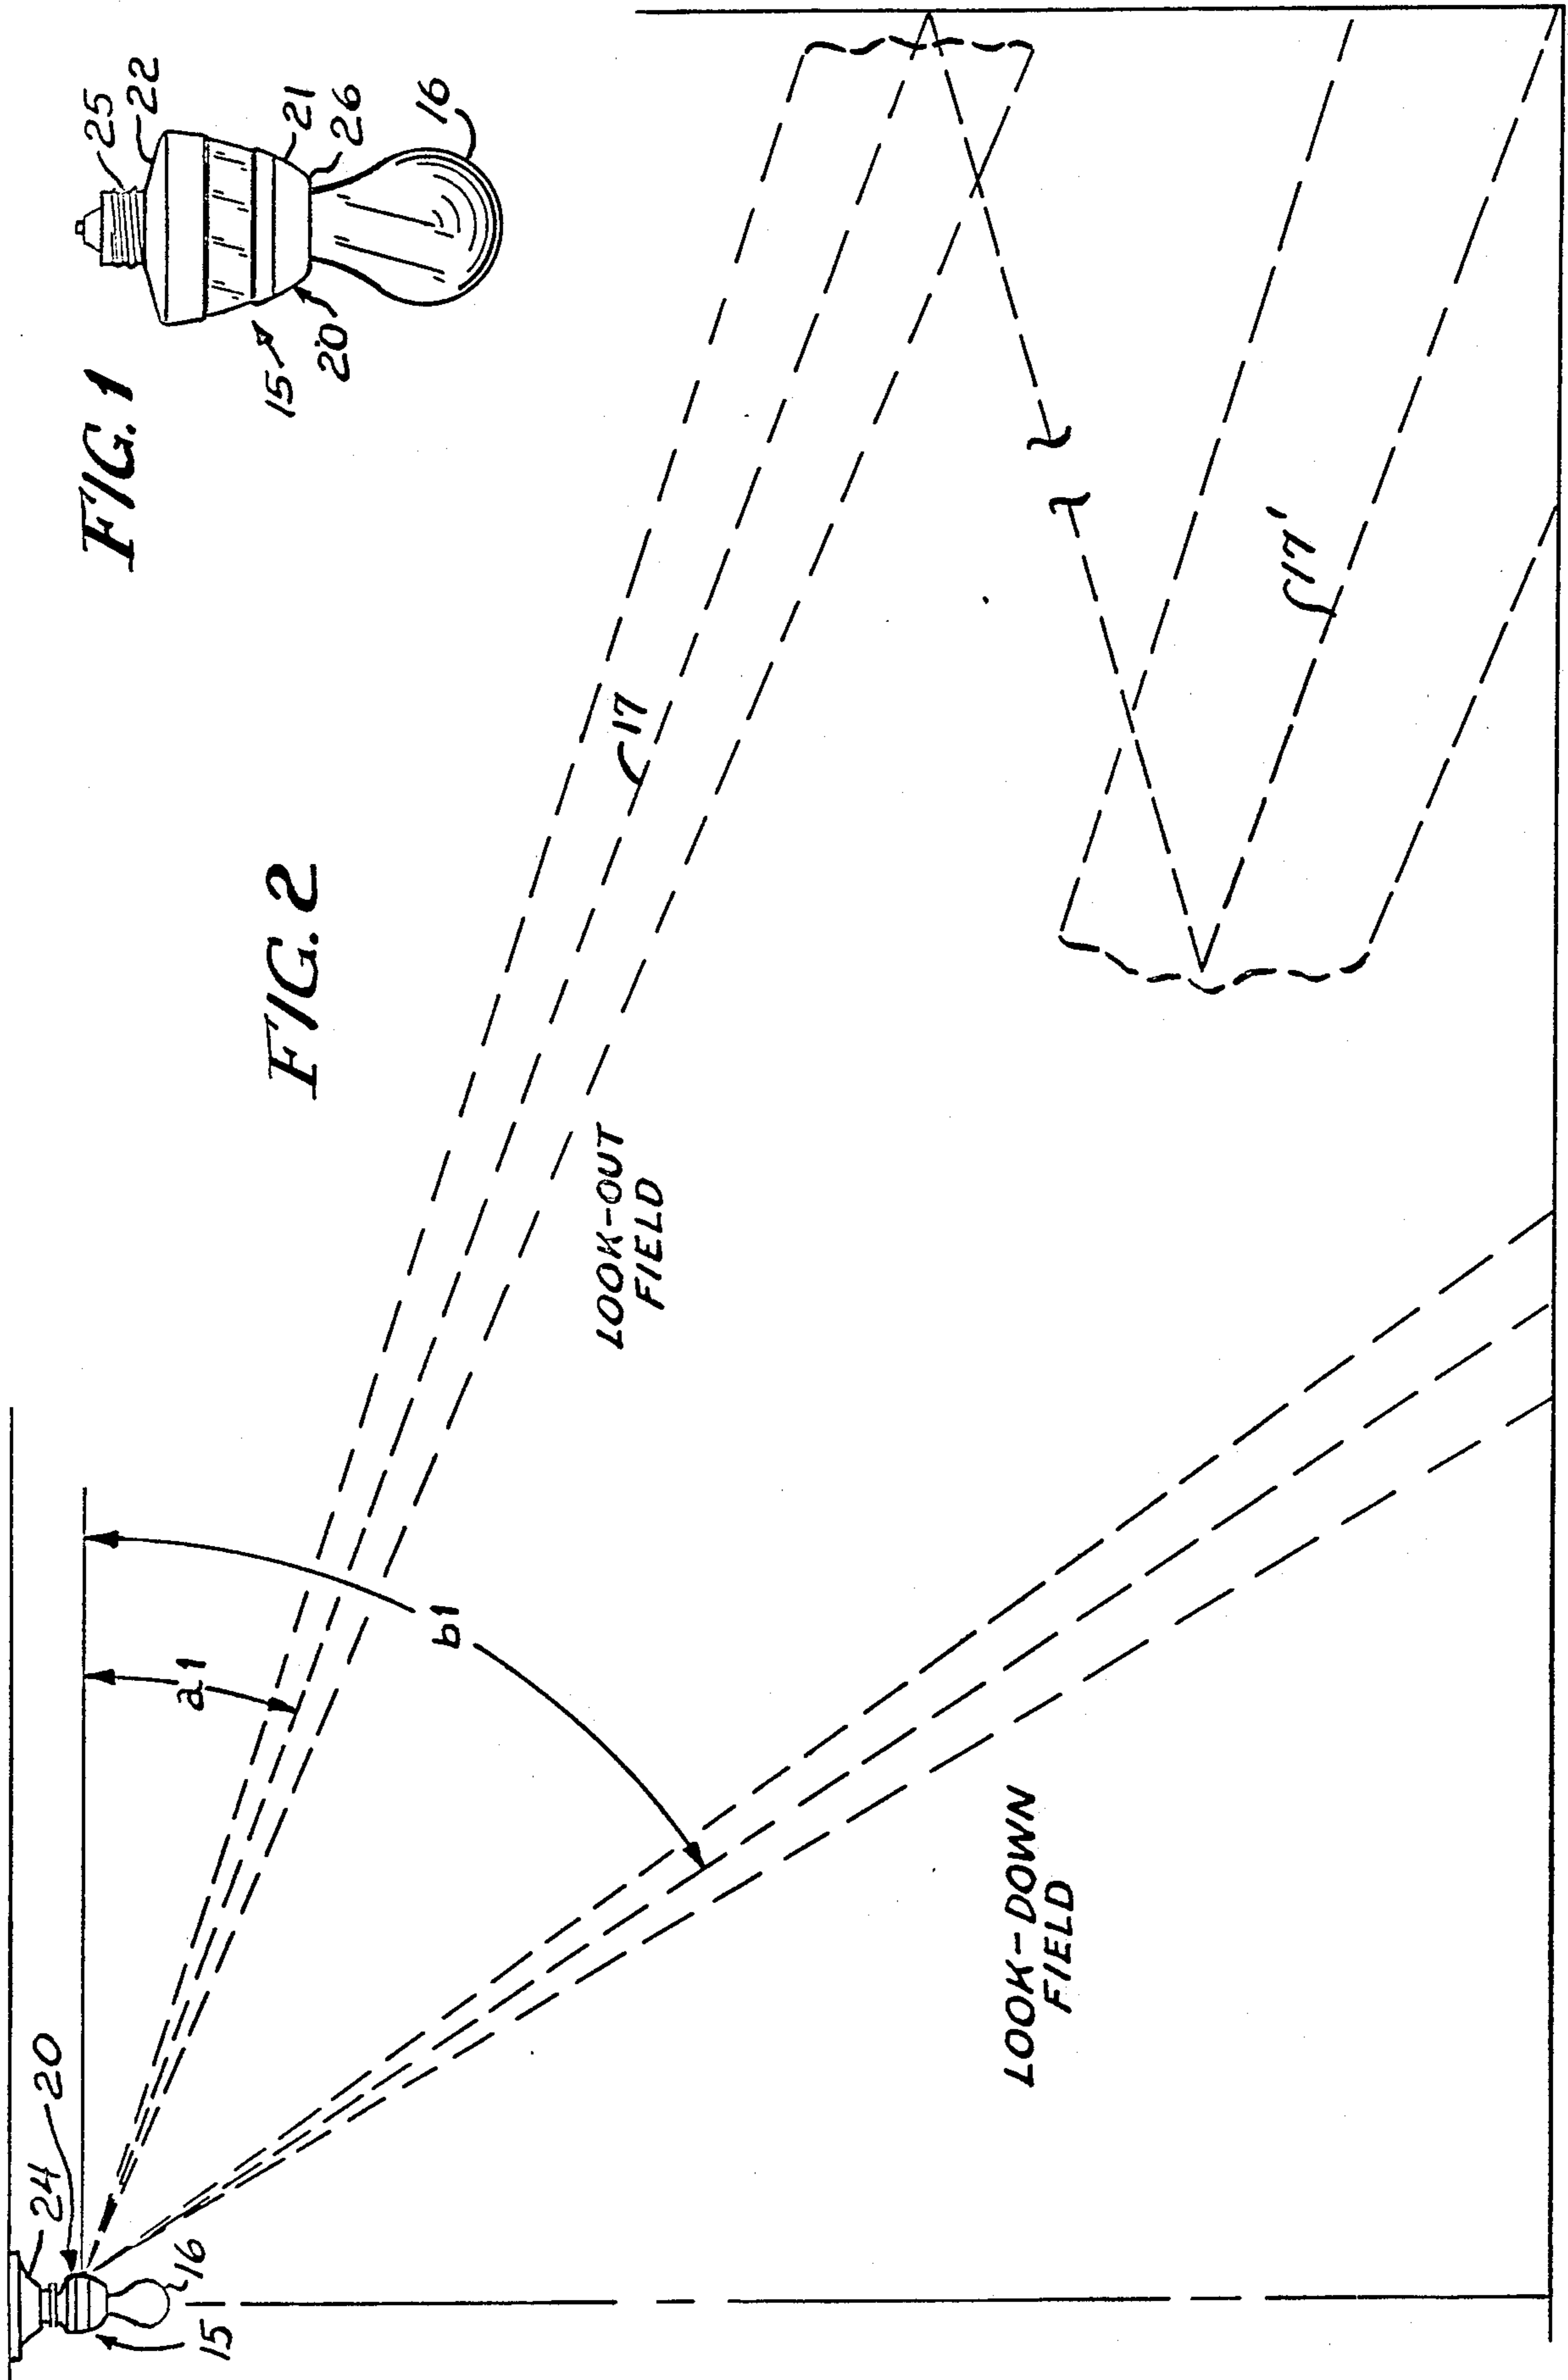 FIG. 1
25
22
21
26
16
15
20
FIG. 2
24
20
16
15
a1
b1
17
LOOK-OUT
FIELD
17'
LOOK-DOWN
FIELD